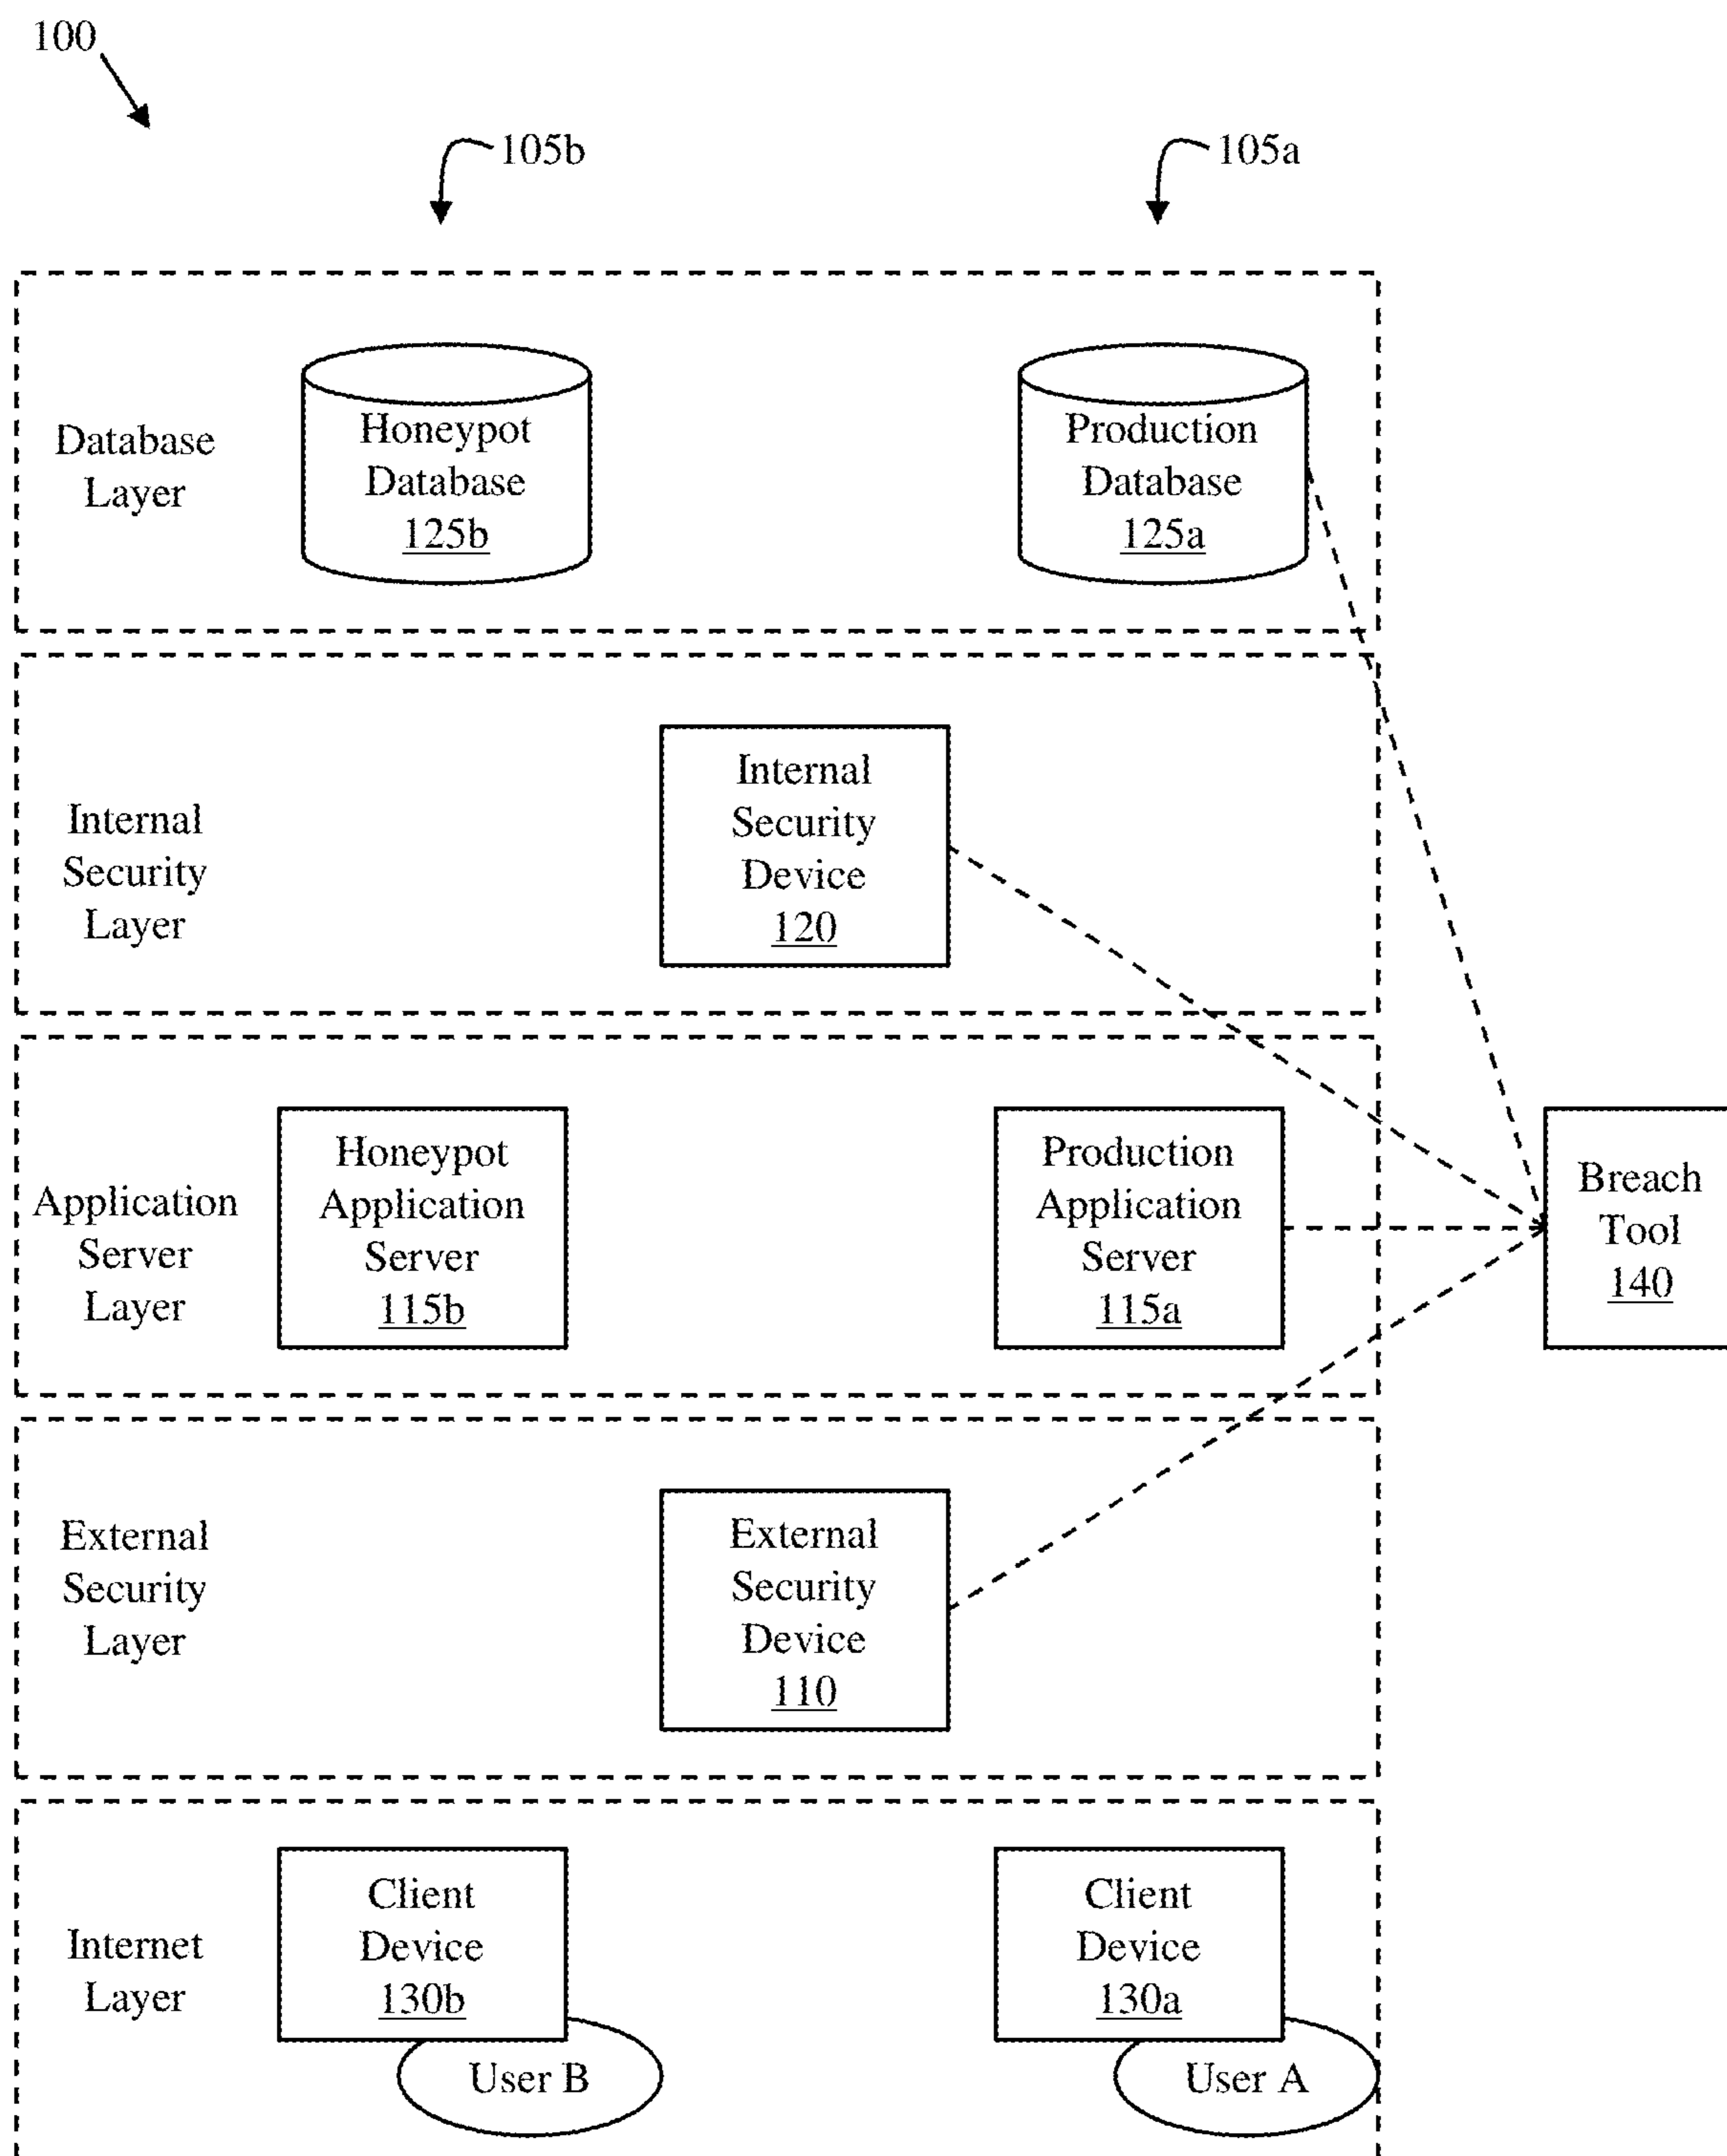 100
105b
105a
Database
Layer
Honeypot
Database
125b
Production
Database
125a
Internal
Security
Layer
Internal
Security
Device
120
Application
Server
Layer
Honeypot
Application
Server
115b
Production
Application
Server
115a
Breach
Tool
140
External
Security
Layer
External
Security
Device
110
Internet
Layer
Client
Device
130b
User B
Client
Device
130a
User A